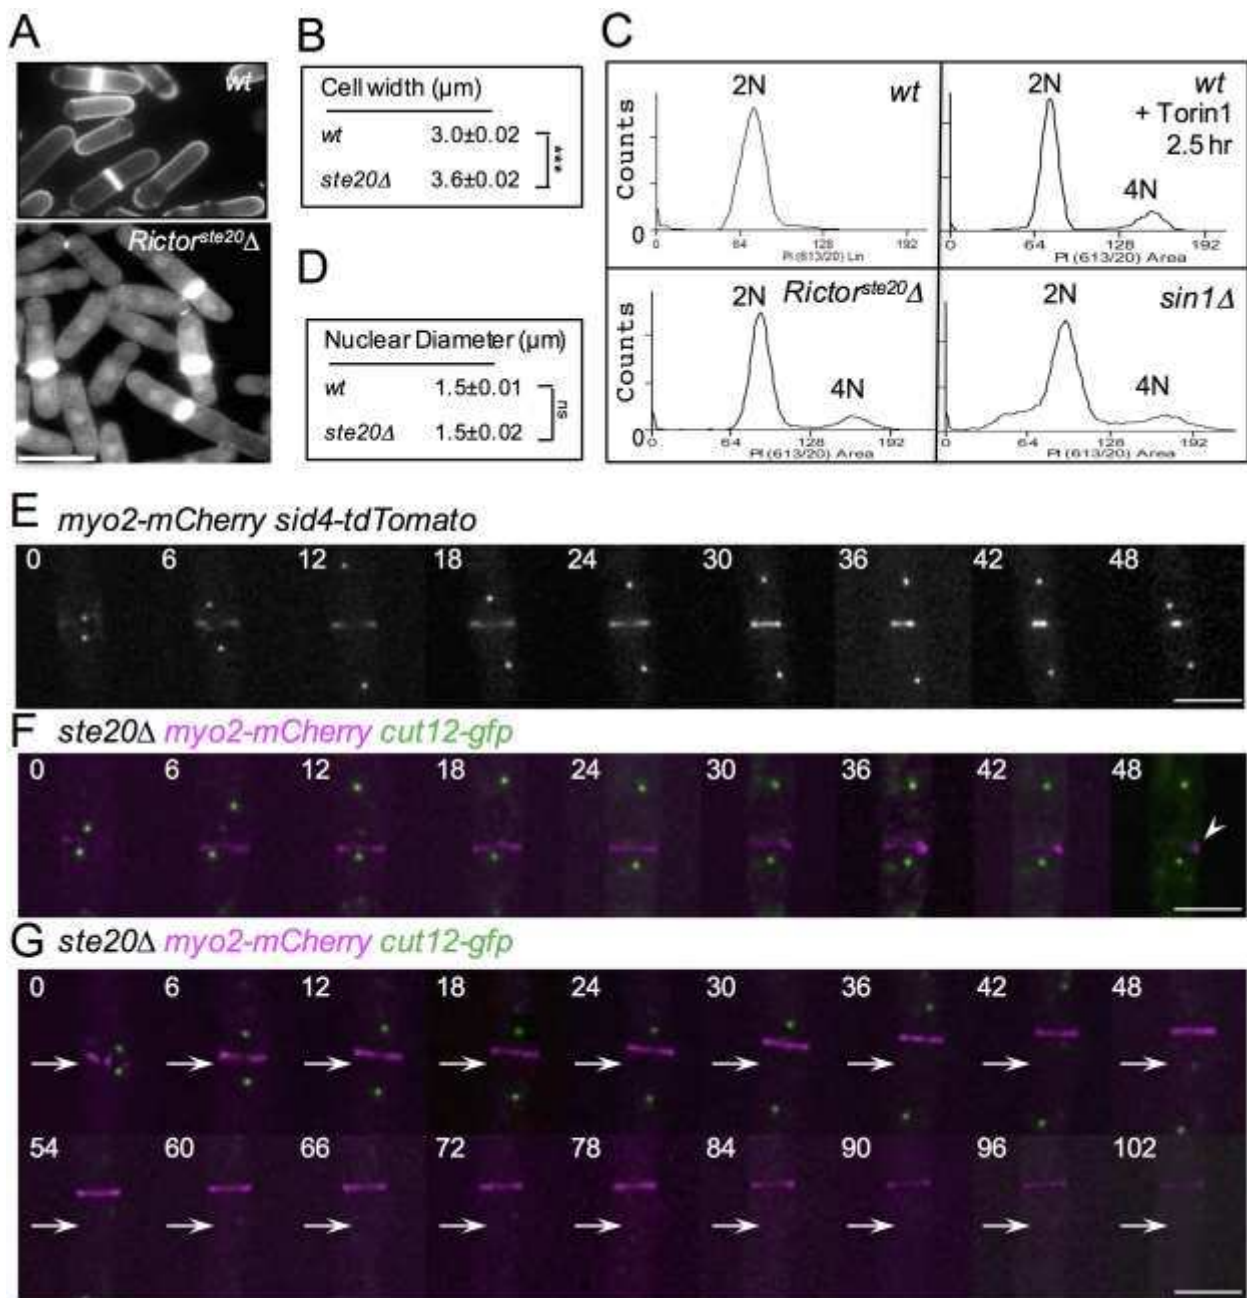 A
wt
Rictorste20Δ
B
Cell width (µm)
wt 3.0±0.02
ste20Δ 3.6±0.02
***
D
Nuclear Diameter (µm)
wt 1.5±0.01
ste20Δ 1.5±0.02
ns
C
2N wt
Counts
0
0 64 128 192
PI (613/20) Lin
2N wt
+ Torin1
2.5 hr
4N
0 64 128 192
PI (613/20) Area
2N Rictorste20Δ
4N
Counts
0 64 128 192
PI (613/20) Area
2N sin1Δ
4N
0 64 128 192
PI (613/20) Area
E myo2-mCherry sid4-tdTomato
0 6 12 18 24 30 36 42 48
F ste20Δ myo2-mCherry cut12-gfp
0 6 12 18 24 30 36 42 48
G ste20Δ myo2-mCherry cut12-gfp
0 6 12 18 24 30 36 42 48
54 60 66 72 78 84 90 96 102